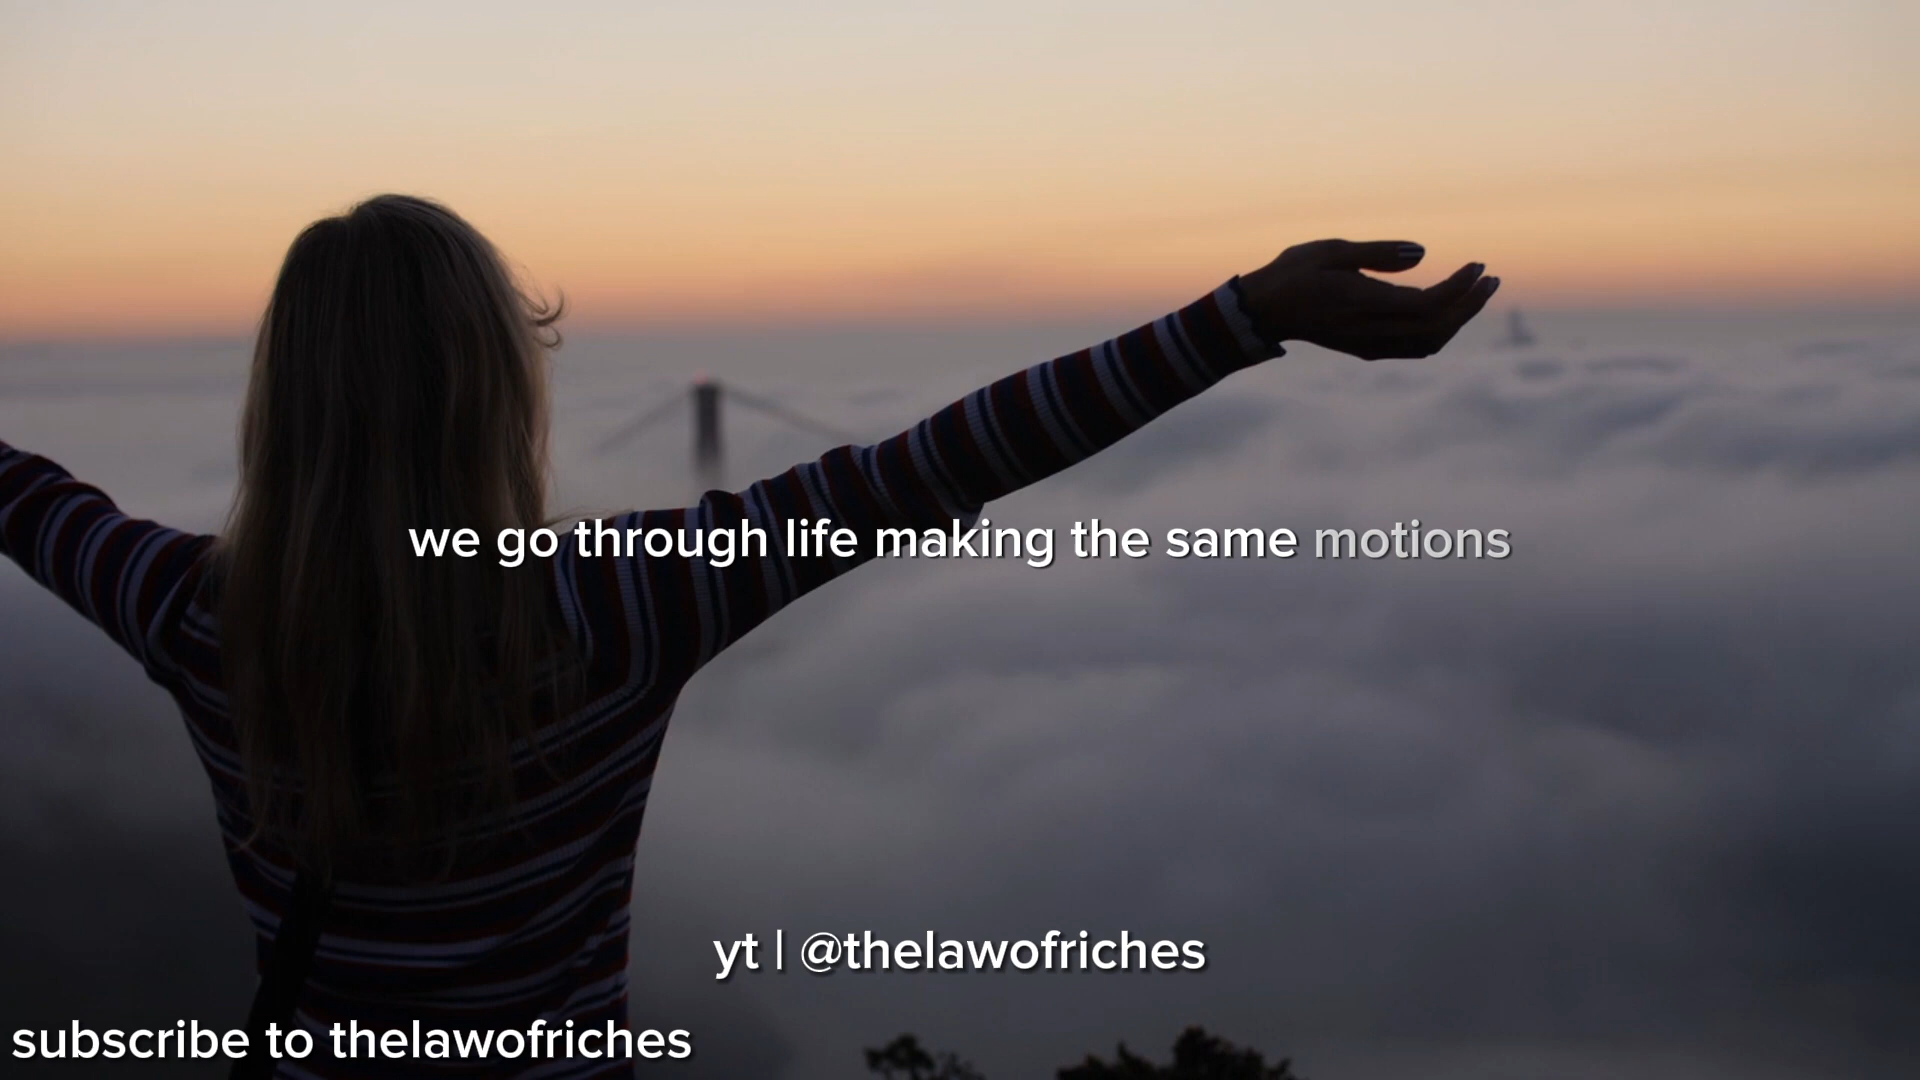 we go through life making the same motions
yt | @thelawofriches
subscribe to thelawofriches